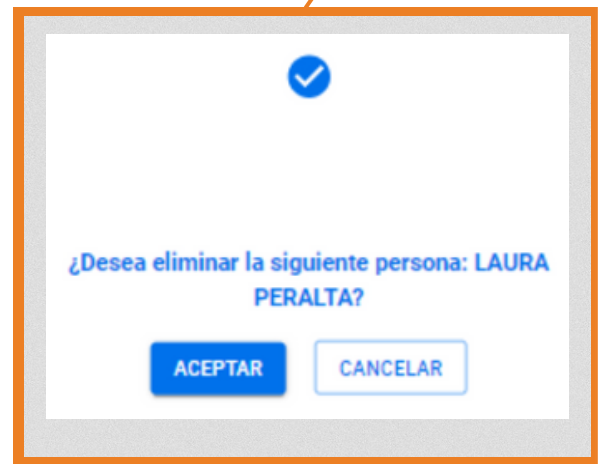 ¿Desea eliminar la siguiente persona: LAURA
PERALTA?
ACEPTAR
CANCELAR